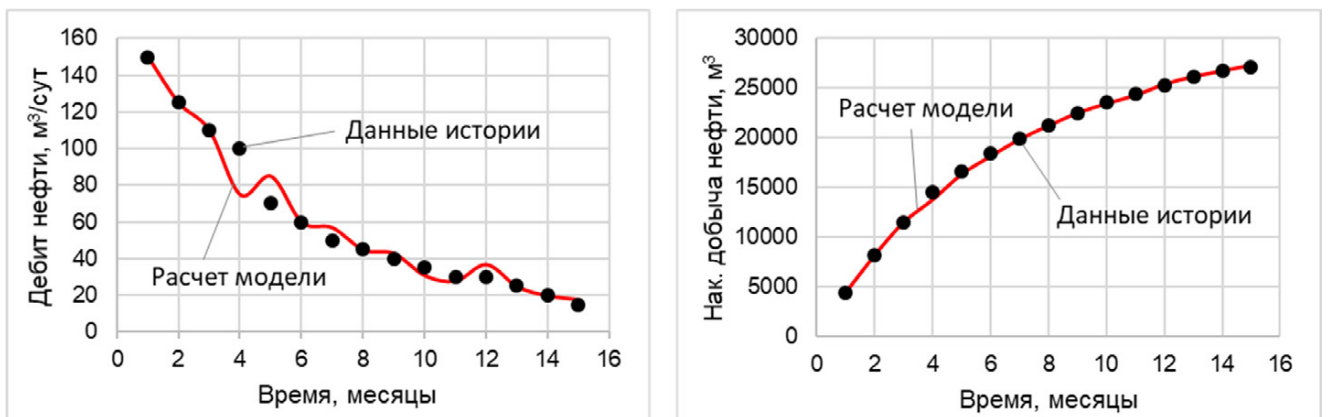 Дебит нефти, м³/сут
160
140
120
100
80
60
40
20
0
Данные истории
Расчет модели
0 2 4 6 8 10 12 14 16
Время, месяцы
Нак. добыча нефти, м³
30000
25000
20000
15000
10000
5000
0
Расчет модели
Данные истории
0 2 4 6 8 10 12 14 16
Время, месяцы